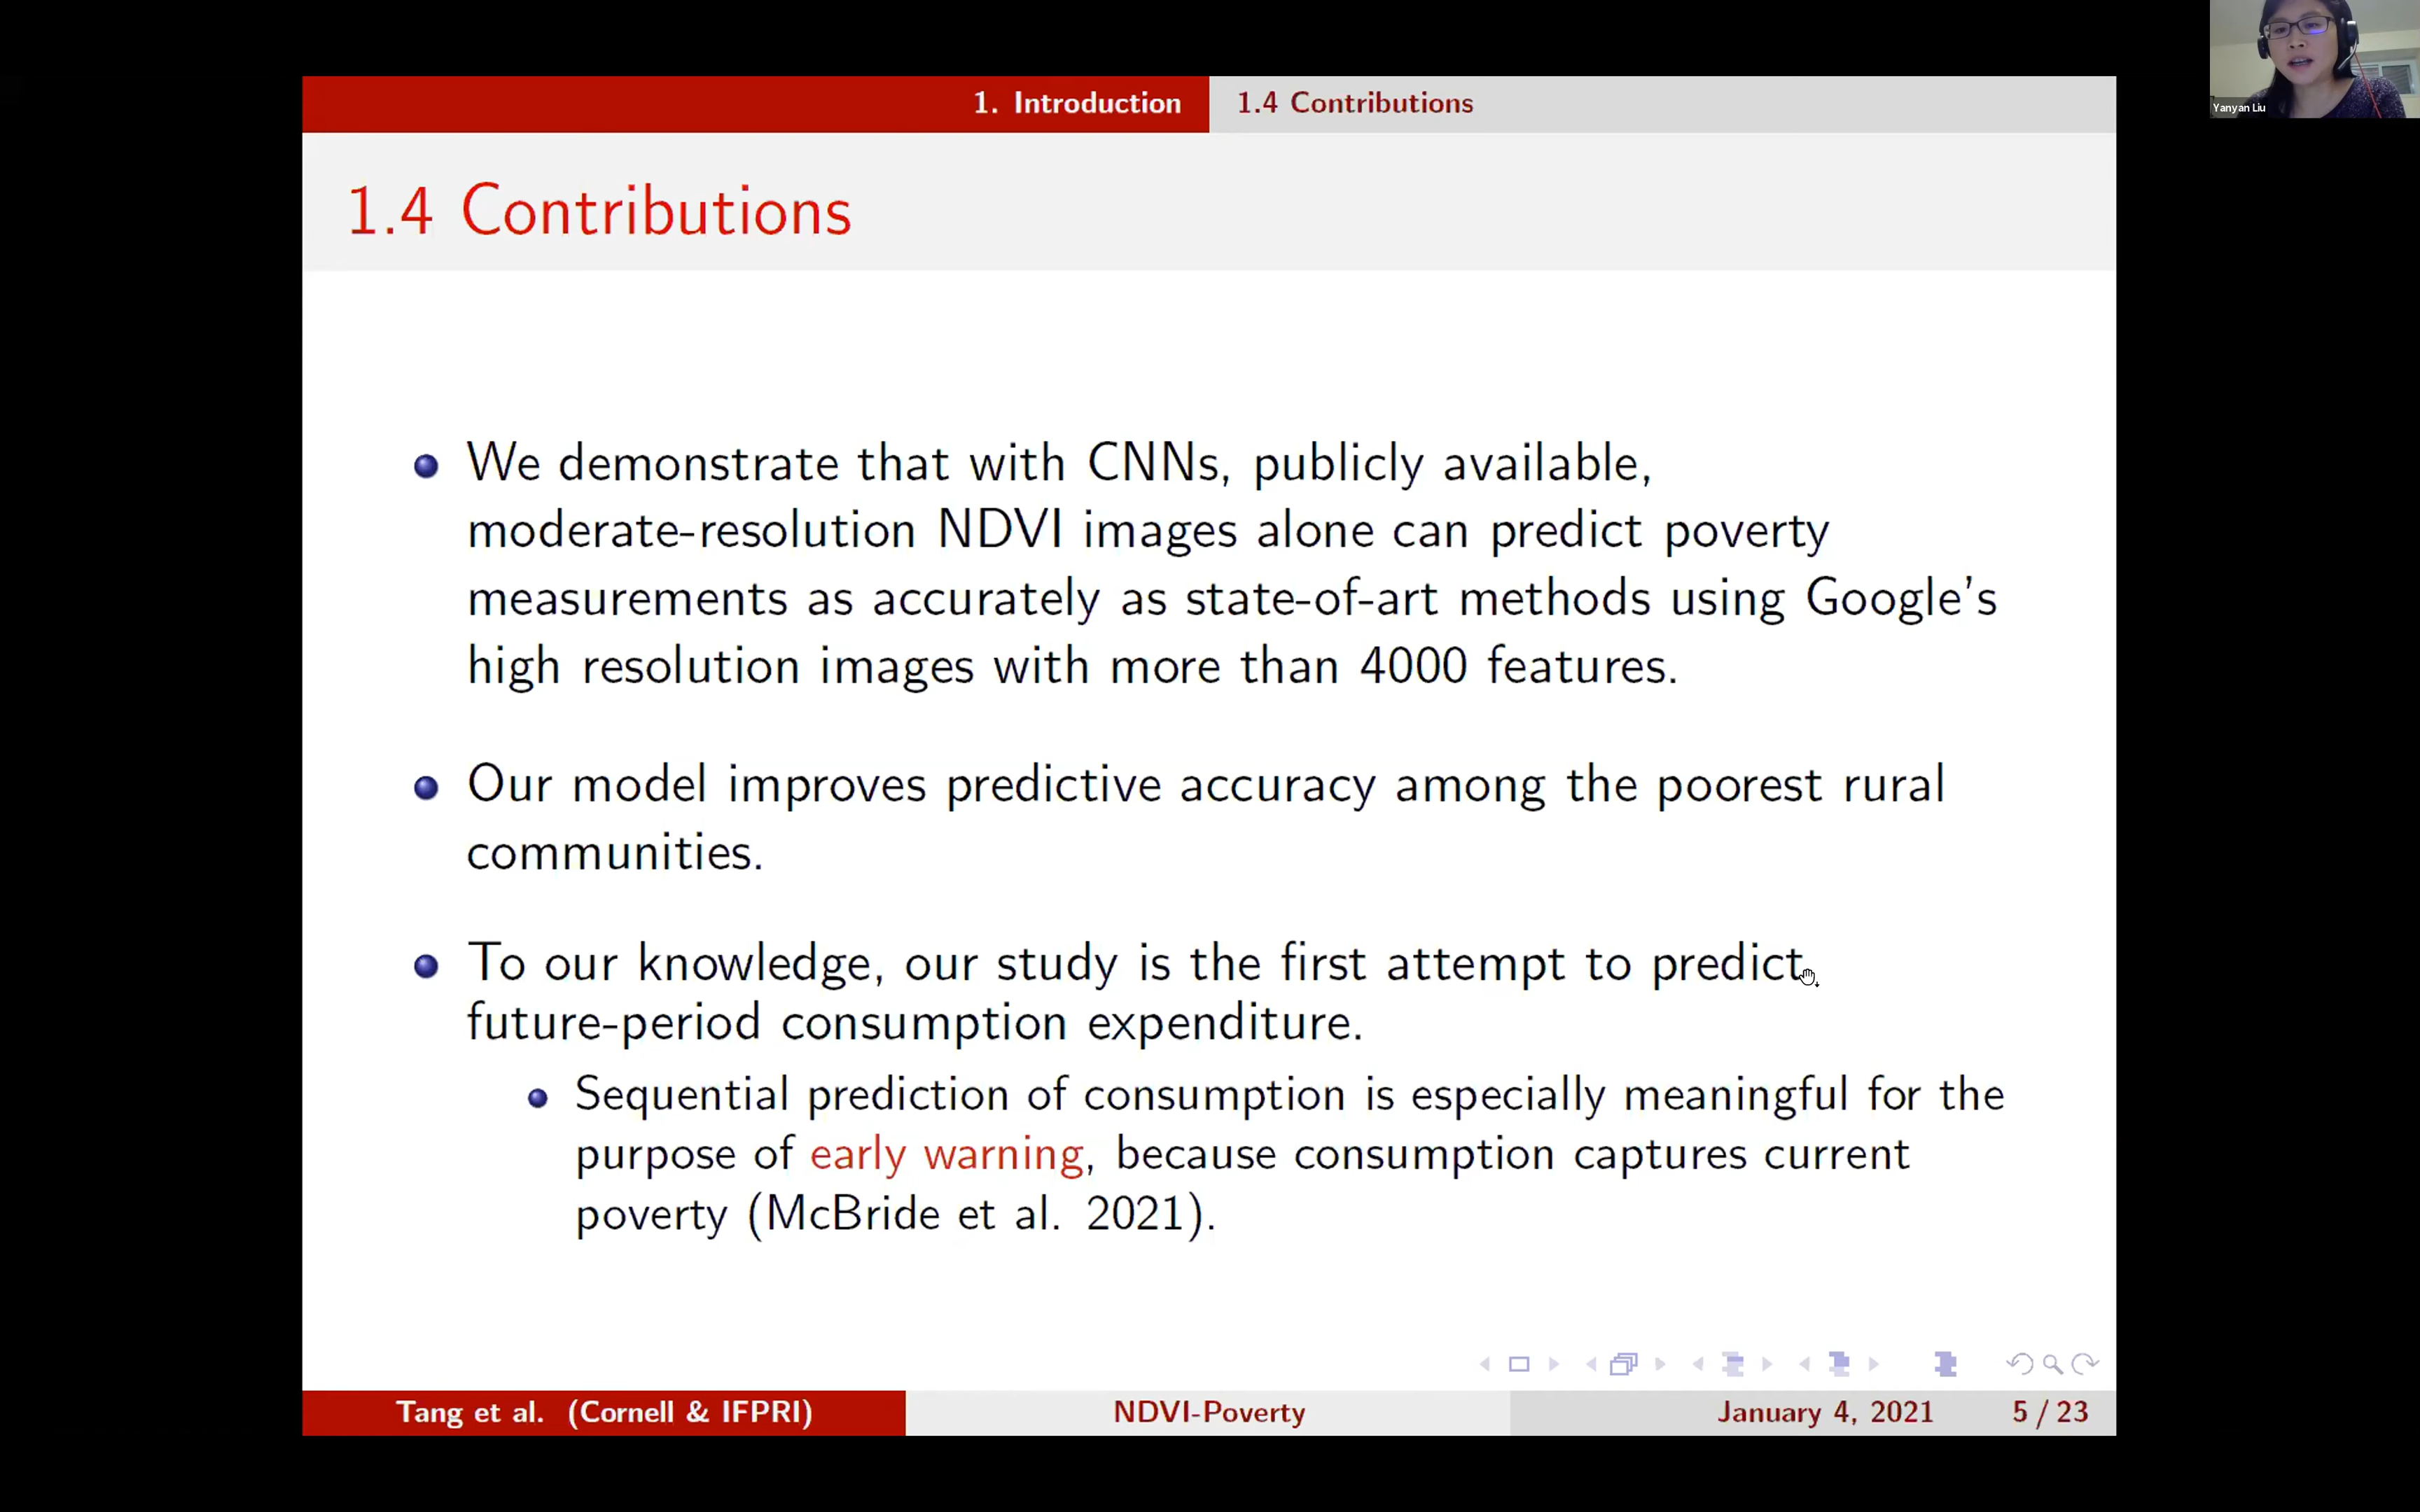 1. Introduction 1.4 Contributions
Yanyan Liu
1.4 Contributions
We demonstrate that with CNNs, publicly available,
moderate-resolution NDVI images alone can predict poverty
measurements as accurately as state-of-art methods using Google's
high resolution images with more than 4000 features.
Our model improves predictive accuracy among the poorest rural
communities.
To our knowledge, our study is the first attempt to predict
future-period consumption expenditure.
Sequential prediction of consumption is especially meaningful for the
purpose of early warning, because consumption captures current
poverty (McBride et al. 2021).
Tang et al. (Cornell & IFPRI) NDVI-Poverty January 4, 2021 5 / 23